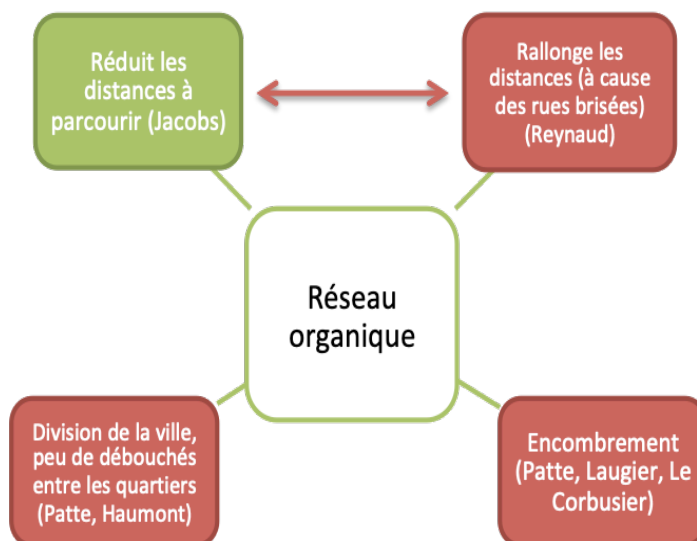 Réduit les
distances à
parcourir (Jacobs)
Rallonge les
distances (à cause
des rues brisées)
(Reynaud)
Réseau
organique
Division de la ville,
peu de débouchés
entre les quartiers
(Patte, Haumont)
Encombrement
(Patte, Laugier, Le
Corbusier)